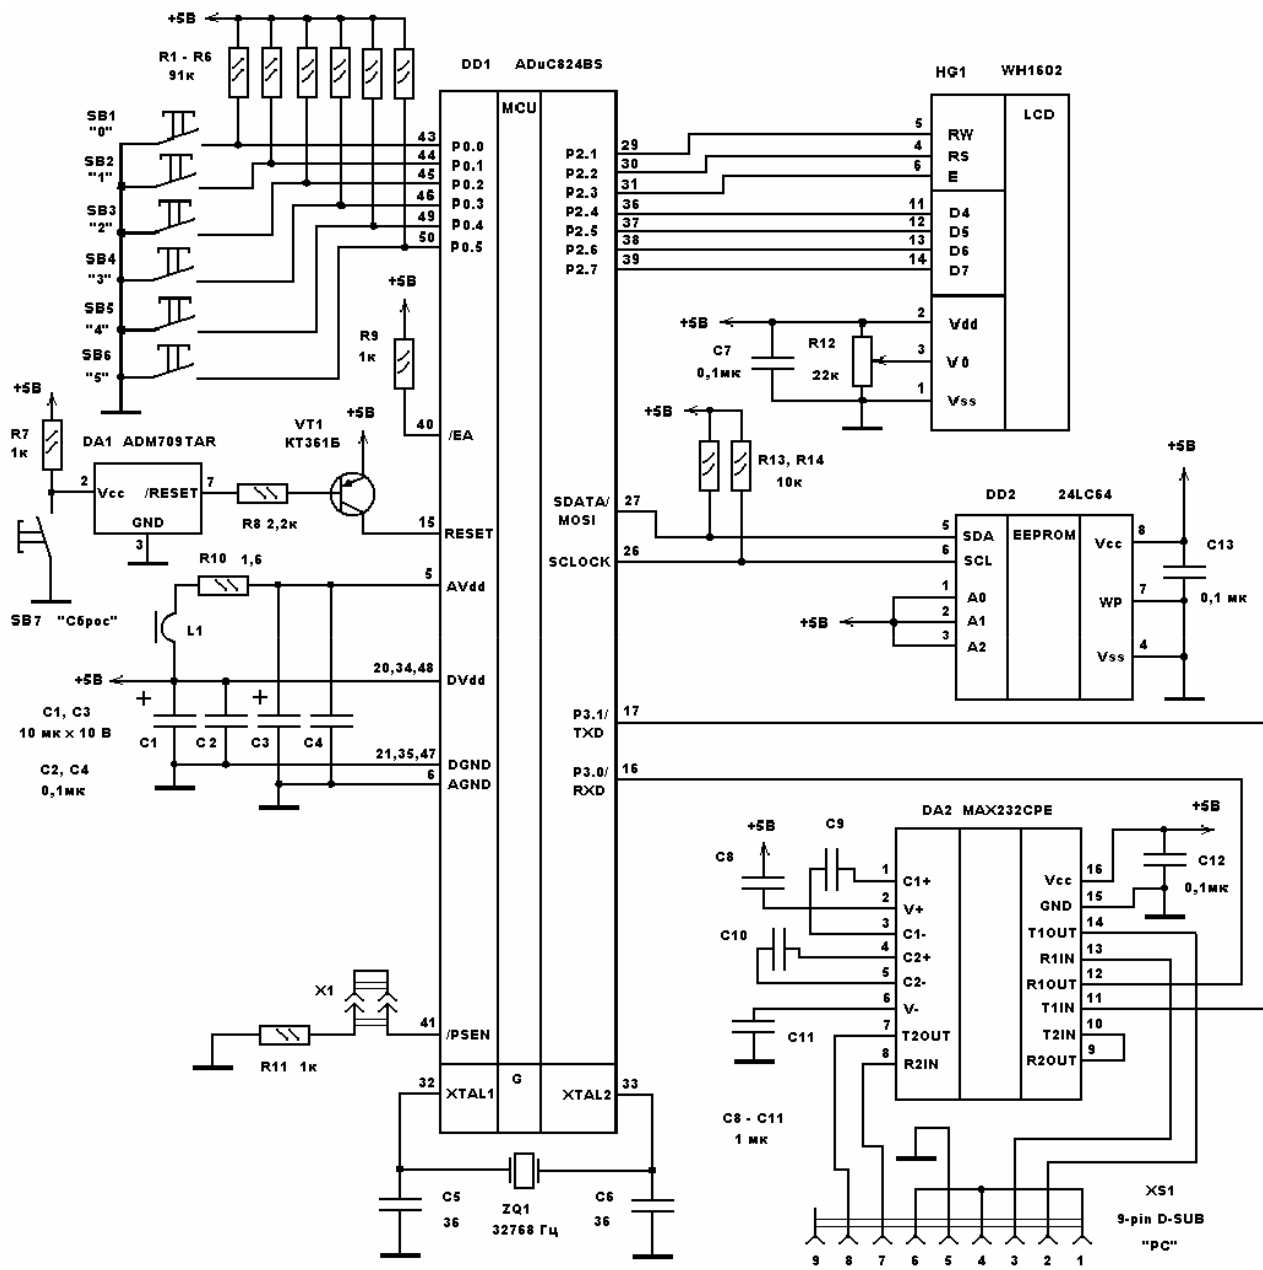 +5В
R1 - R6
91к
DD1 ADuC824BS
HG1 WH1602
MCU
LCD
SB1
"0"
SB2
"1"
SB3
"2"
SB4
"3"
SB5
"4"
SB6
"5"
43 P0.0
44 P0.1
45 P0.2
46 P0.3
49 P0.4
50 P0.5
P2.1 29
P2.2 30
P2.3 31
P2.4 36
P2.5 37
P2.6 38
P2.7 39
5 RW
4 RS
6 E
11 D4
12 D5
13 D6
14 D7
2 Vdd
3 V0
1 Vss
+5В
C7
0,1мк
R12
22к
+5В
R9
1к
40 /EA
+5В
R7
1к
DA1 ADM709TAR
2 Vcc
/RESET 7
GND
3
R8 2,2к
VT1
КТ361Б
+5В
15 RESET
SB7 "Сброс"
R10 1,6
L1
5 AVdd
+5В
20,34,48 DVdd
+
+
C1, C3
10 мк x 10 В
C1
C2
C3
C4
C2, C4
0,1мк
21,35,47 DGND
6 AGND
+5В
R13, R14
10к
SDATA/
MOSI
27
SCLOCK 26
DD2 24LC64
EEPROM
5 SDA
6 SCL
1 A0
2 A1
3 A2
+5В
Vcc 8
WP 7
Vss 4
+5В
C13
0,1 мк
P3.1/
TXD
17
P3.0/
RXD
16
DA2 MAX232CPE
+5В
C8
C9
C10
C11
1 C1+
2 V+
3 C1-
4 C2+
5 C2-
6 V-
7 T2OUT
8 R2IN
Vcc 16
GND 15
T1OUT 14
R1IN 13
R1OUT 12
T1IN 11
T2IN 10
R2OUT 9
+5В
C12
0,1мк
C8 - C11
1 мк
X1
R11 1к
41 /PSEN
32 XTAL1
G
XTAL2 33
C5
36
ZQ1
32768 Гц
C6
36
XS1
9-pin D-SUB
"PC"
9 8 7 6 5 4 3 2 1